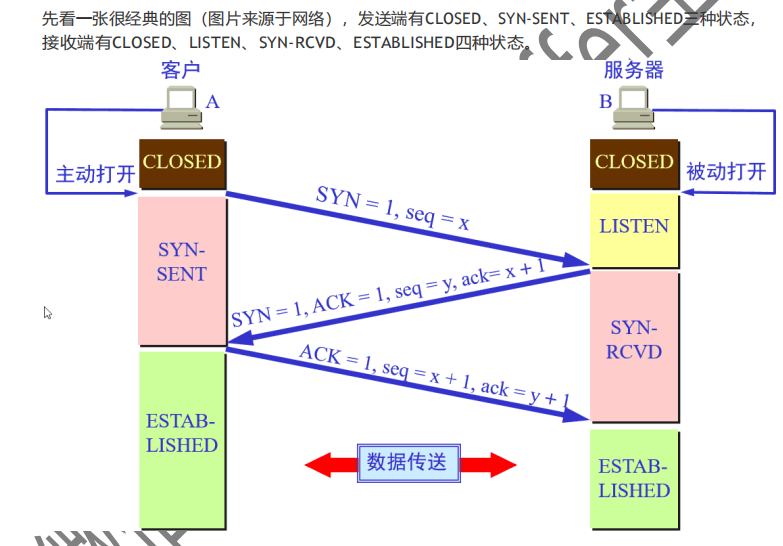 先看一张很经典的图（图片来源于网络），发送端有CLOSED、SYN-SENT、ESTABLISHED三种状态，
接收端有CLOSED、LISTEN、SYN-RCVD、ESTABLISHED四种状态。
客户
服务器
A
B
CLOSED
CLOSED
主动打开
被动打开
SYN = 1, seq = x
LISTEN
SYN-
SENT
SYN = 1, ACK = 1, seq = y, ack= x + 1
SYN-
RCVD
ACK = 1, seq = x + 1, ack = y + 1
ESTAB-
LISHED
数据传送
ESTAB-
LISHED